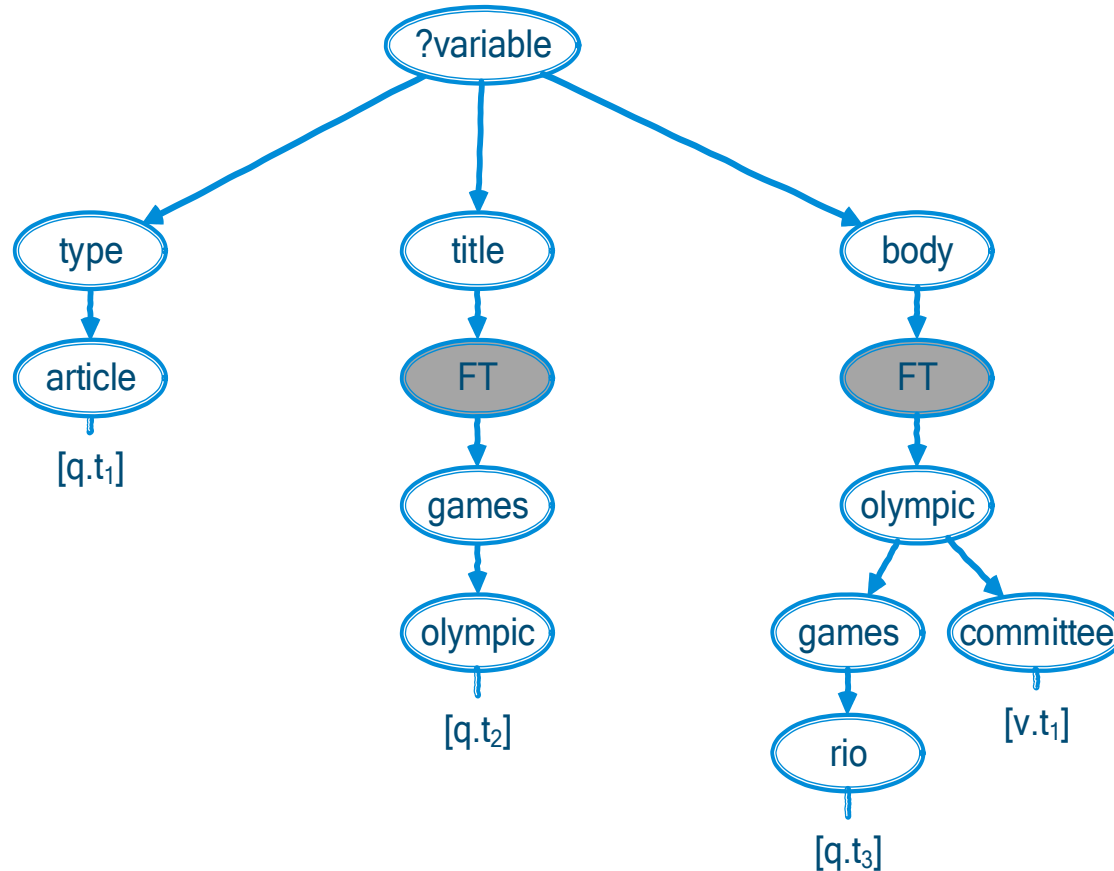 ?variable
type
title
body
article
FT
FT
[q.t₁]
games
olympic
olympic
games
committee
[q.t₂]
[v.t₁]
rio
[q.t₃]